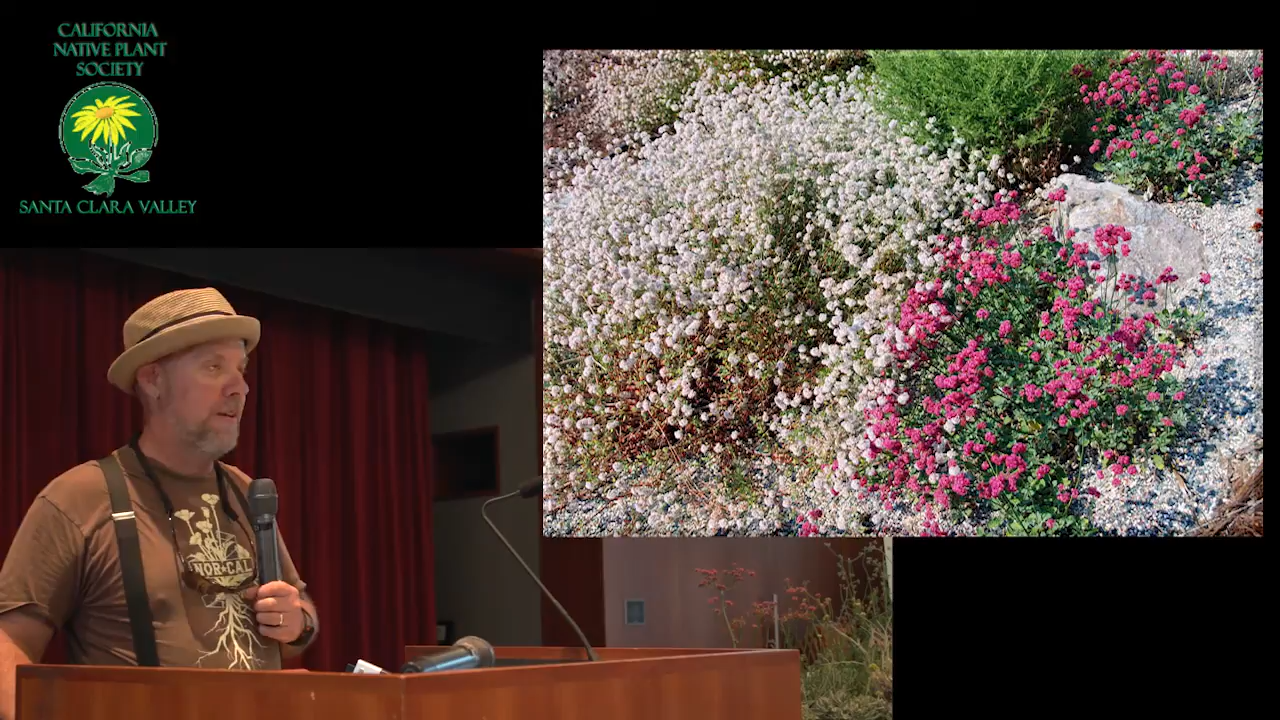 CALIFORNIA
NATIVE PLANT
SOCIETY
SANTA CLARA VALLEY
NOR★CAL